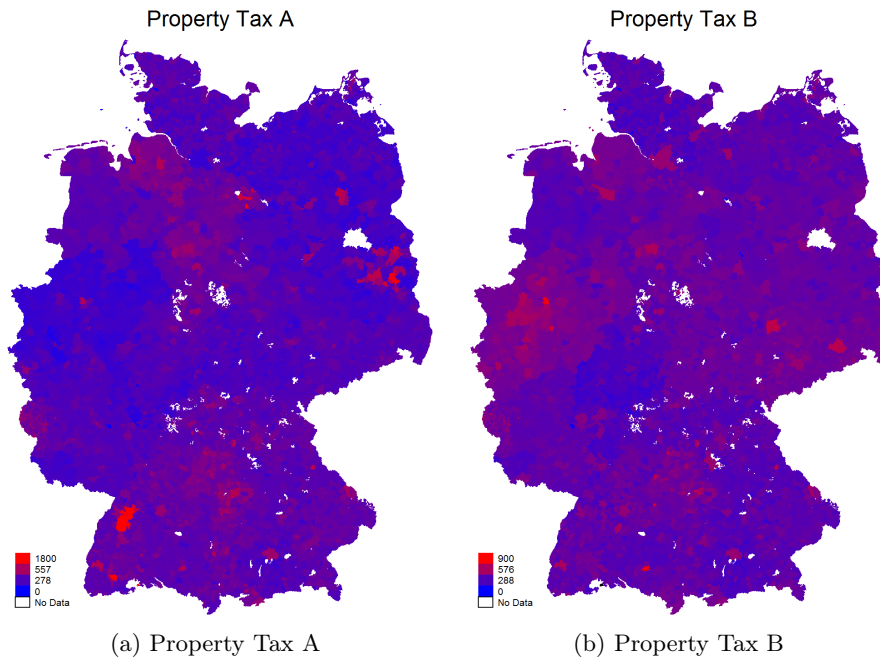 Property Tax A
Property Tax B
1800
557
278
0
No Data
900
576
288
0
No Data
(a) Property Tax A
(b) Property Tax B